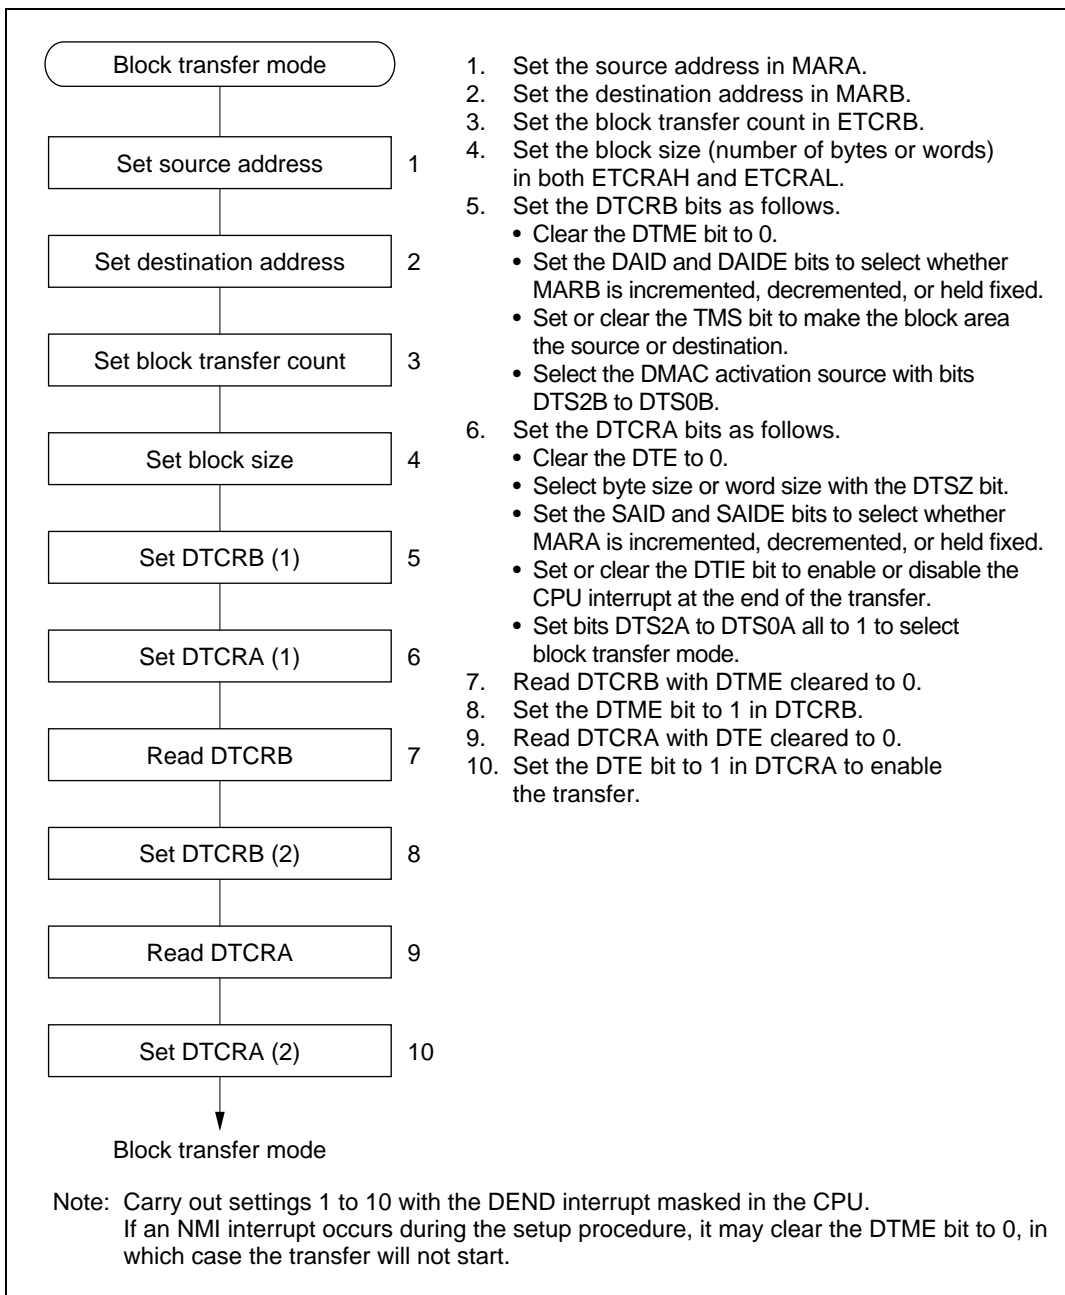 Block transfer mode
Set source address 1
Set destination address 2
Set block transfer count 3
Set block size 4
Set DTCRB (1) 5
Set DTCRA (1) 6
Read DTCRB 7
Set DTCRB (2) 8
Read DTCRA 9
Set DTCRA (2) 10
Block transfer mode
1. Set the source address in MARA.
2. Set the destination address in MARB.
3. Set the block transfer count in ETCRB.
4. Set the block size (number of bytes or words)
in both ETCRAH and ETCRAL.
5. Set the DTCRB bits as follows.
• Clear the DTME bit to 0.
• Set the DAID and DAIDE bits to select whether
MARB is incremented, decremented, or held fixed.
• Set or clear the TMS bit to make the block area
the source or destination.
• Select the DMAC activation source with bits
DTS2B to DTS0B.
6. Set the DTCRA bits as follows.
• Clear the DTE to 0.
• Select byte size or word size with the DTSZ bit.
• Set the SAID and SAIDE bits to select whether
MARA is incremented, decremented, or held fixed.
• Set or clear the DTIE bit to enable or disable the
CPU interrupt at the end of the transfer.
• Set bits DTS2A to DTS0A all to 1 to select
block transfer mode.
7. Read DTCRB with DTME cleared to 0.
8. Set the DTME bit to 1 in DTCRB.
9. Read DTCRA with DTE cleared to 0.
10. Set the DTE bit to 1 in DTCRA to enable
the transfer.
Note: Carry out settings 1 to 10 with the DEND interrupt masked in the CPU.
If an NMI interrupt occurs during the setup procedure, it may clear the DTME bit to 0, in
which case the transfer will not start.